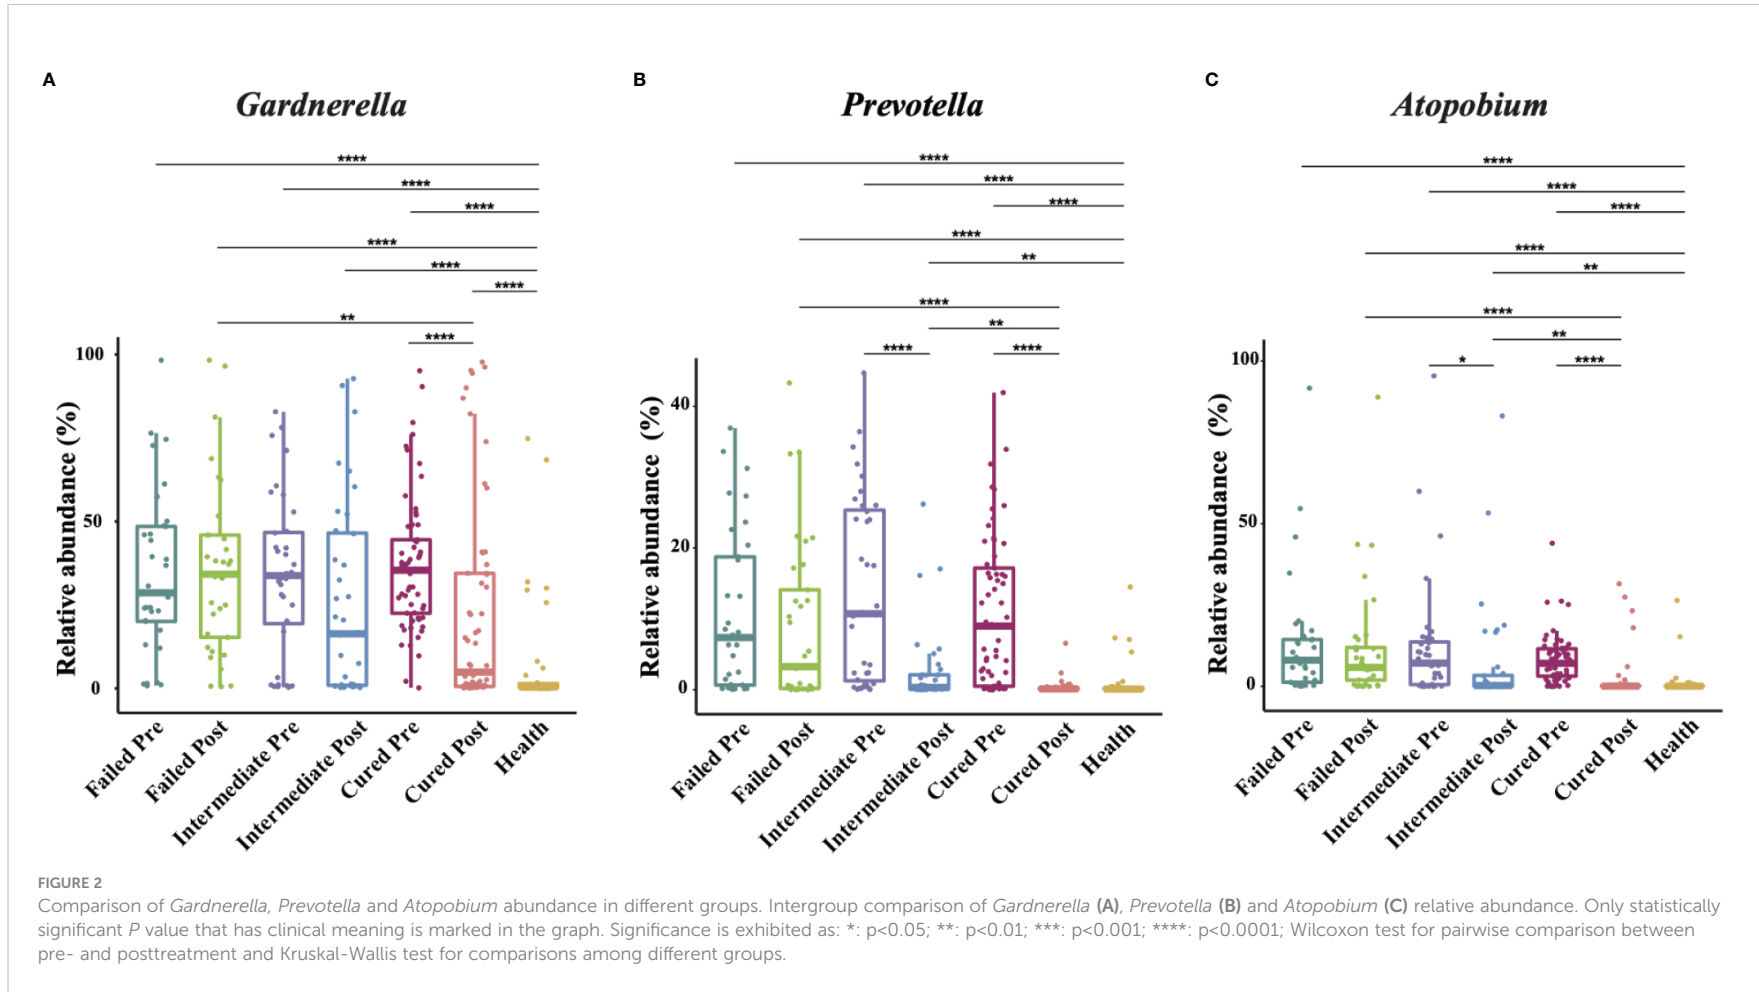 A
Gardnerella
****
****
****
****
****
****
**
****
Relative abundance (%)
100
50
0
Failed Pre
Failed Post
Intermediate Pre
Intermediate Post
Cured Pre
Cured Post
Health
B
Prevotella
****
****
****
****
**
****
**
****
****
Relative abundance (%)
40
20
0
Failed Pre
Failed Post
Intermediate Pre
Intermediate Post
Cured Pre
Cured Post
Health
C
Atopobium
****
****
****
****
**
****
**
*
****
Relative abundance (%)
100
50
0
Failed Pre
Failed Post
Intermediate Pre
Intermediate Post
Cured Pre
Cured Post
Health
FIGURE 2
Comparison of Gardnerella, Prevotella and Atopobium abundance in different groups. Intergroup comparison of Gardnerella (A), Prevotella (B) and Atopobium (C) relative abundance. Only statistically
significant P value that has clinical meaning is marked in the graph. Significance is exhibited as: *: p<0.05; **: p<0.01; ***: p<0.001; ****: p<0.0001; Wilcoxon test for pairwise comparison between
pre- and posttreatment and Kruskal-Wallis test for comparisons among different groups.